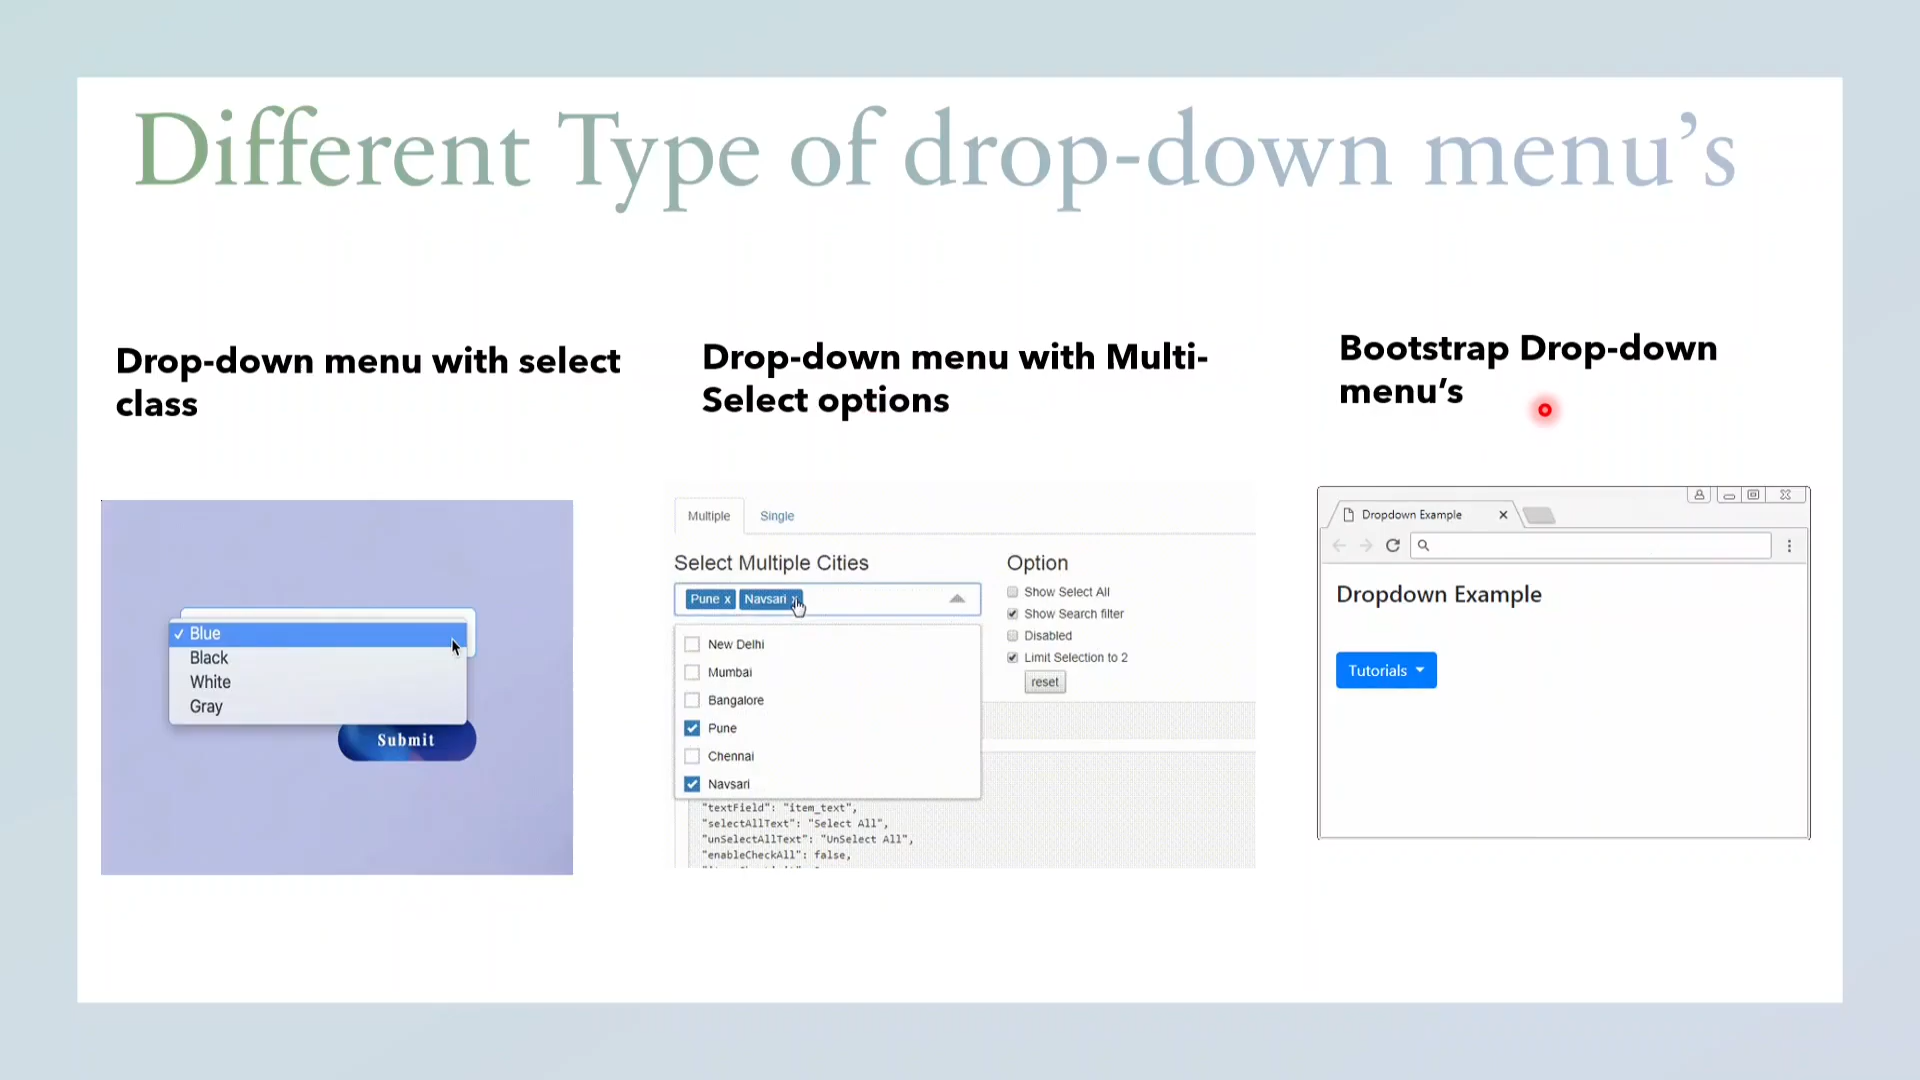 Different Type of drop-down menu’s
Drop-down menu with select
class
Blue
Black
White
Gray
Submit
Drop-down menu with Multi-
Select options
Multiple
Single
Select Multiple Cities
Pune x
Navsari x
New Delhi
Mumbai
Bangalore
Pune
Chennai
Navsari
Option
Show Select All
Show Search filter
Disabled
Limit Selection to 2
reset
"textField": "item_text",
"selectAllText": "Select All",
"unSelectAllText": "UnSelect All",
"enableCheckAll": false,
Bootstrap Drop-down
menu’s
Dropdown Example
Dropdown Example
Tutorials